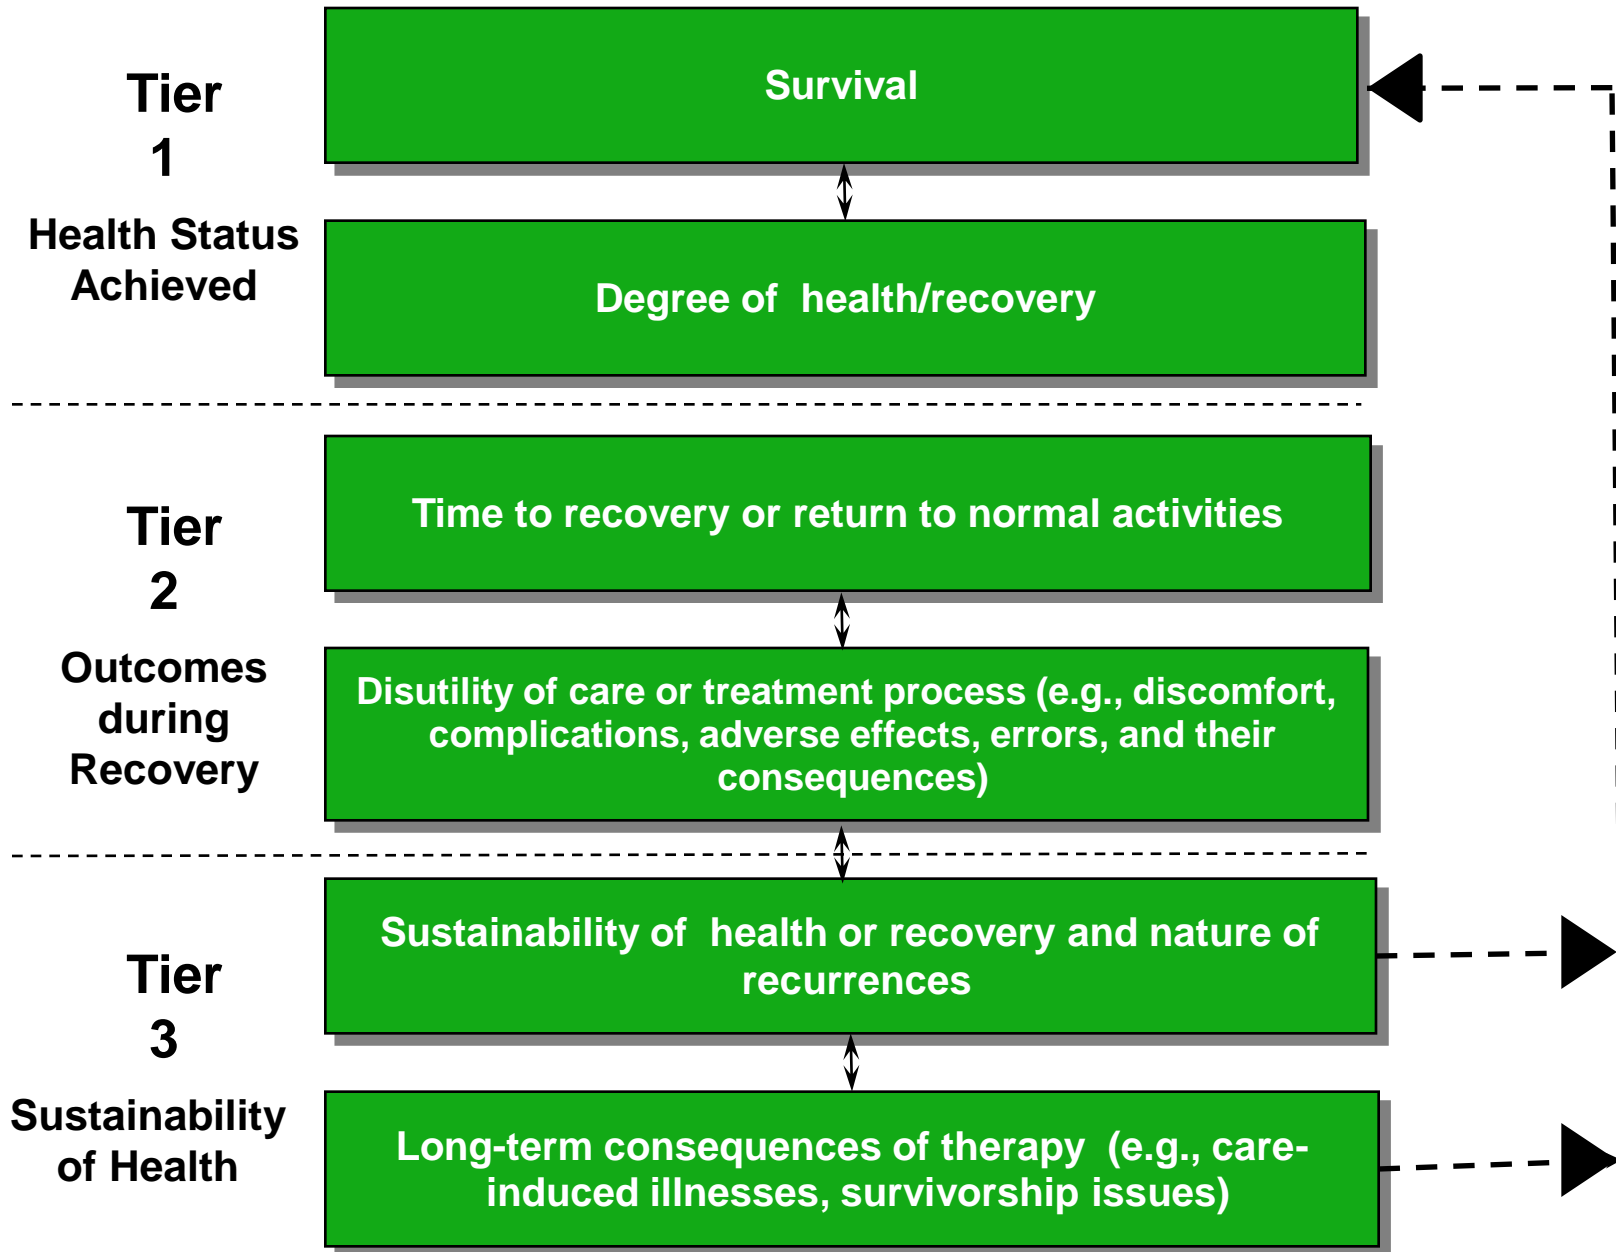 Tier
1
Health Status
Achieved
Survival
Degree of  health/recovery
Tier
2
Outcomes
during
Recovery
Time to recovery or return to normal activities
Disutility of care or treatment process (e.g., discomfort,
complications, adverse effects, errors, and their
consequences)
Tier
3
Sustainability
of Health
Sustainability of  health or recovery and nature of
recurrences
Long-term consequences of therapy  (e.g., care-
induced illnesses, survivorship issues)